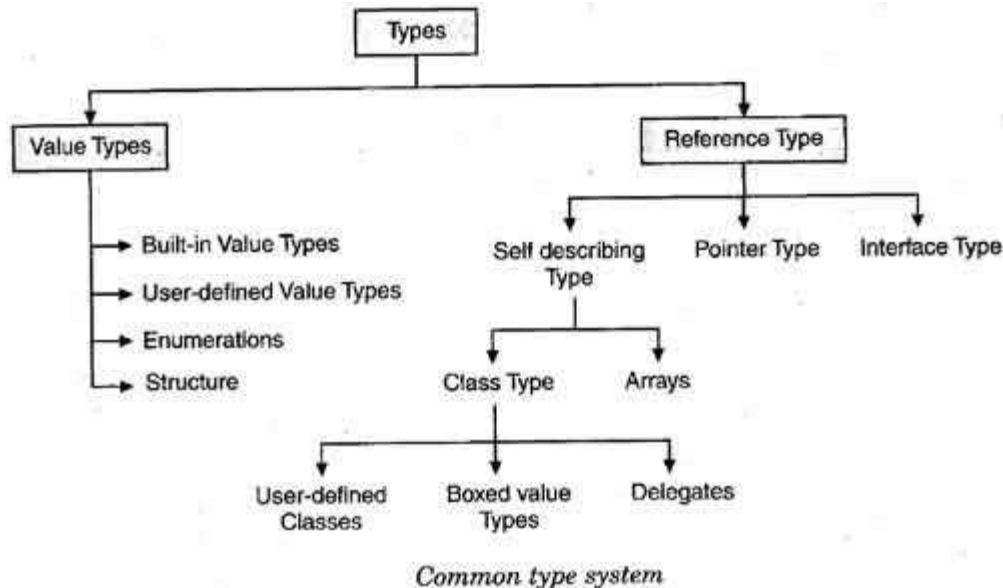 Types
Value Types
Reference Type
Built-in Value Types
User-defined Value Types
Enumerations
Structure
Self describing
Type
Pointer Type
Interface Type
Class Type
Arrays
User-defined
Classes
Boxed value
Types
Delegates
Common type system